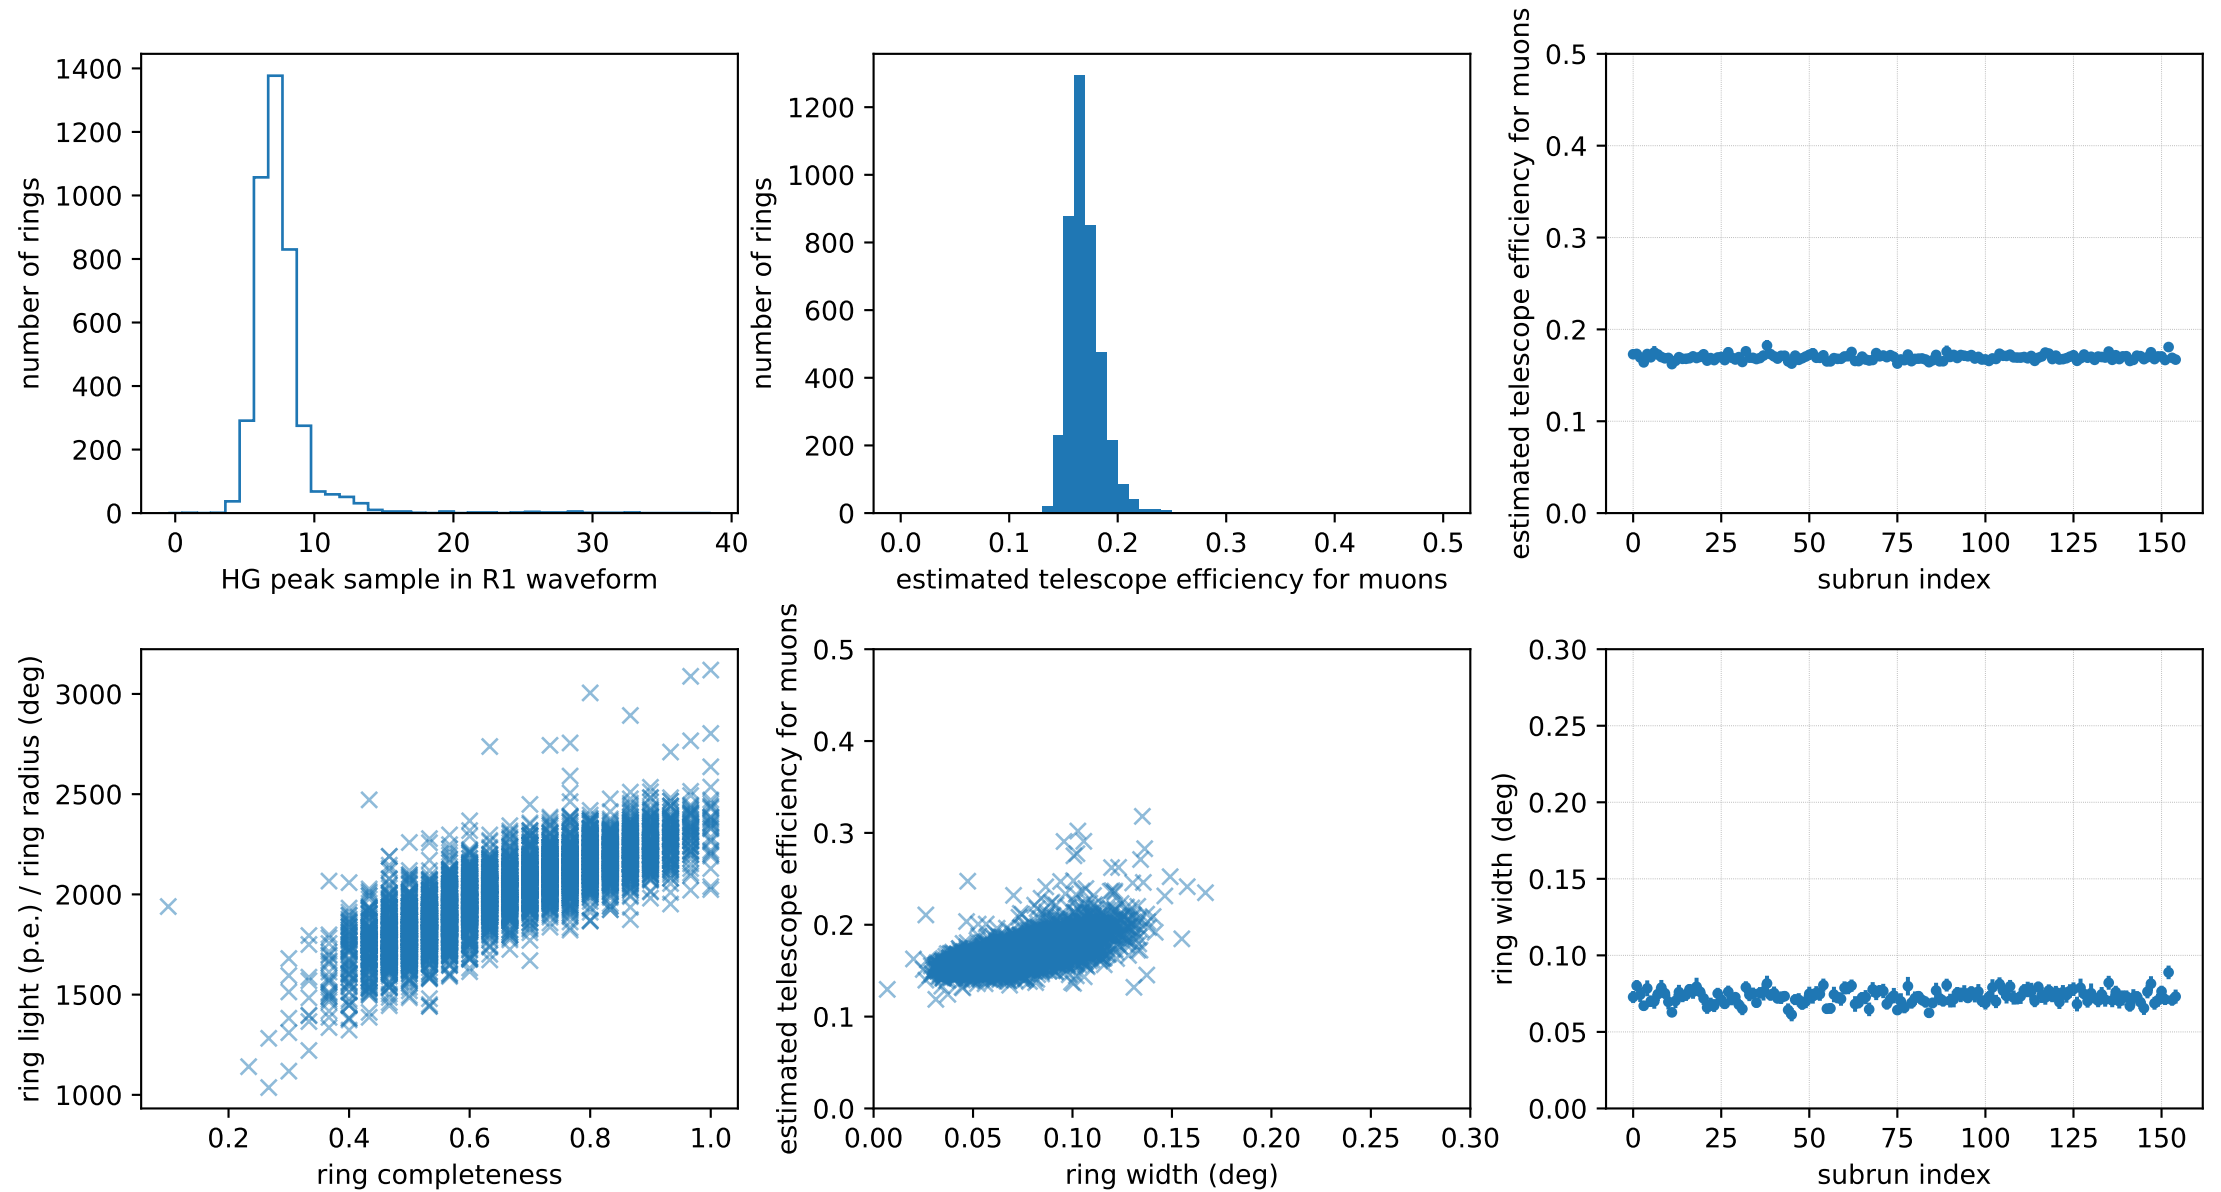 number of rings
1400
1200
1000
800
600
400
200
0
0 10 20 30 40
HG peak sample in R1 waveform
number of rings
1200
1000
800
600
400
200
0
0.0 0.1 0.2 0.3 0.4 0.5
estimated telescope efficiency for muons
estimated telescope efficiency for muons
0.5
0.4
0.3
0.2
0.1
0.0
0 25 50 75 100 125 150
subrun index
ring light (p.e.) / ring radius (deg)
3000
2500
2000
1500
1000
0.2 0.4 0.6 0.8 1.0
ring completeness
estimated telescope efficiency for muons
0.5
0.4
0.3
0.2
0.1
0.0
0.00 0.05 0.10 0.15 0.20 0.25 0.30
ring width (deg)
ring width (deg)
0.30
0.25
0.20
0.15
0.10
0.05
0.00
0 25 50 75 100 125 150
subrun index